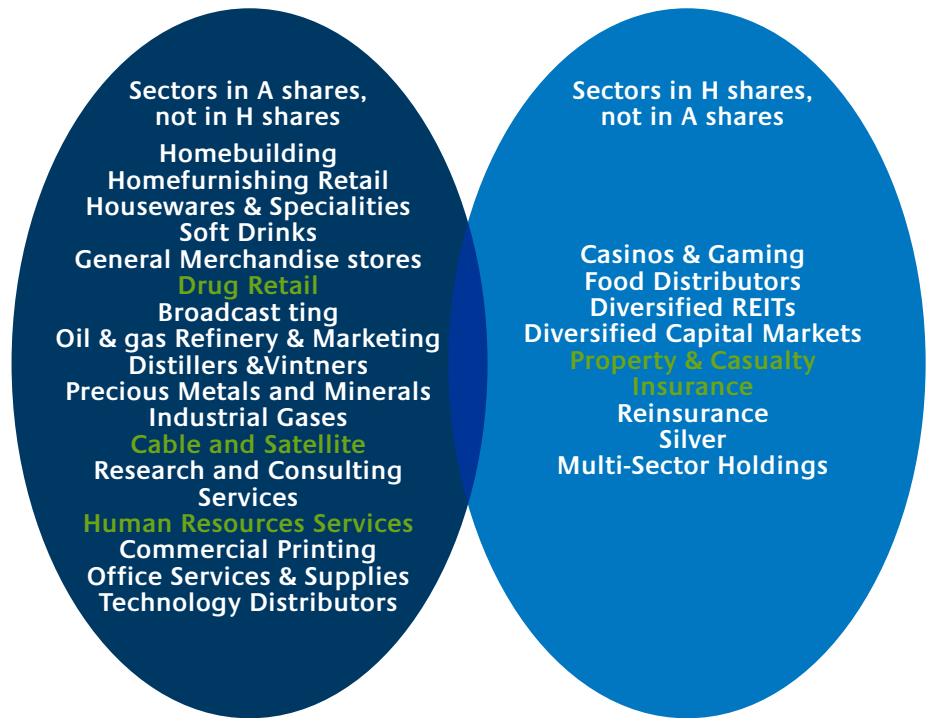 Sectors in A shares,
not in H shares
Homebuilding
Homefurnishing Retail
Housewares & Specialities
Soft Drinks
General Merchandise stores
Drug Retail
Broadcast ting
Oil & gas Refinery & Marketing
Distillers &Vintners
Precious Metals and Minerals
Industrial Gases
Cable and Satellite
Research and Consulting
Services
Human Resources Services
Commercial Printing
Office Services & Supplies
Technology Distributors
Sectors in H shares,
not in A shares
Casinos & Gaming
Food Distributors
Diversified REITs
Diversified Capital Markets
Property & Casualty
Insurance
Reinsurance
Silver
Multi-Sector Holdings